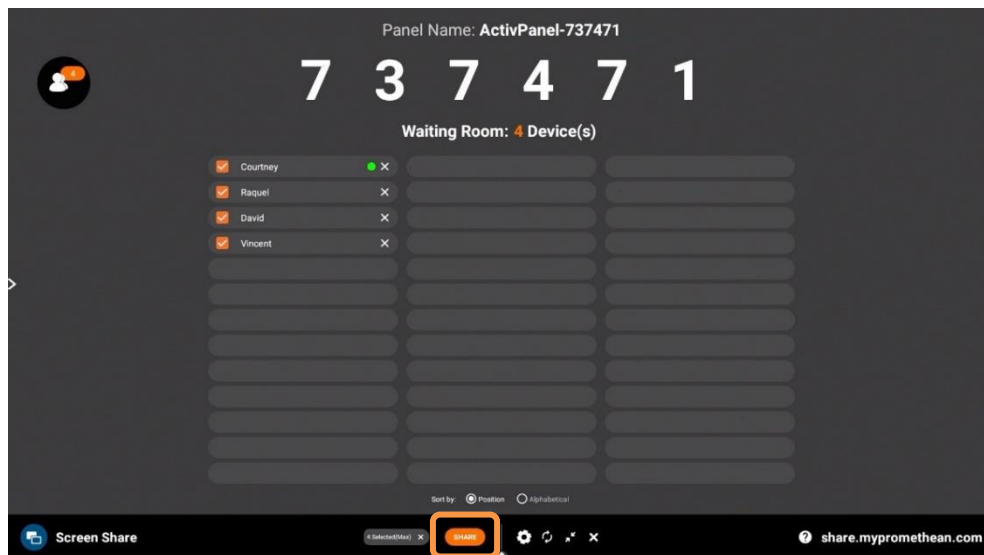 Panel Name: ActivPanel-737471
4
7 3 7 4 7 1
Waiting Room: 4 Device(s)
Courtney
Raquel
David
Vincent
Sort by: Position Alphabetical
Screen Share 4 Selected(Max) SHARE share.mypromethean.com